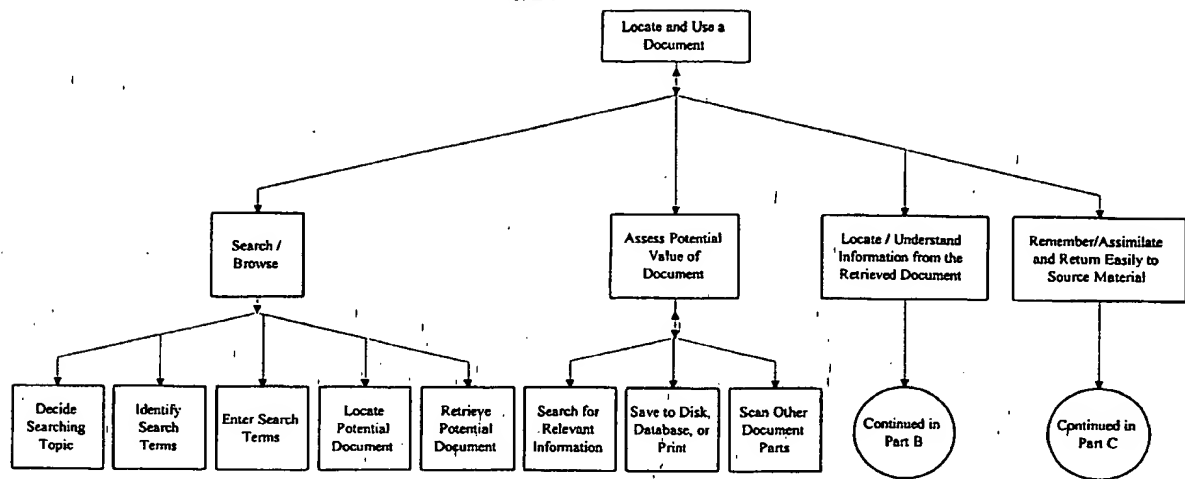 Locate and Use a
Document
Search /
Browse
Assess Potential
Value of
Document
Locate / Understand
Information from the
Retrieved Document
Remember/Assimilate
and Return Easily to
Source Material
Decide
Searching
Topic
Identify
Search
Terms
Enter Search
Terms
Locate
Potential
Document
Retrieve
Potential
Document
Search for
Relevant
Information
Save to Disk,
Database, or
Print
Scan Other
Document
Parts
Continued in
Part B
Continued in
Part C